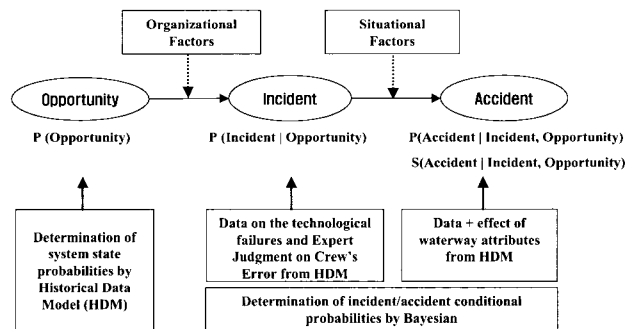 Organizational
Factors
Situational
Factors
Opportunity
Incident
Accident
P (Opportunity)
P (Incident | Opportunity)
P(Accident | Incident, Opportunity)
S(Accident | Incident, Opportunity)
Determination of
system state
probabilities by
Historical Data
Model (HDM)
Data on the technological
failures and Expert
Judgment on Crew's
Error from HDM
Data + effect of
waterway attributes
from HDM
Determination of incident/accident conditional
probabilities by Bayesian